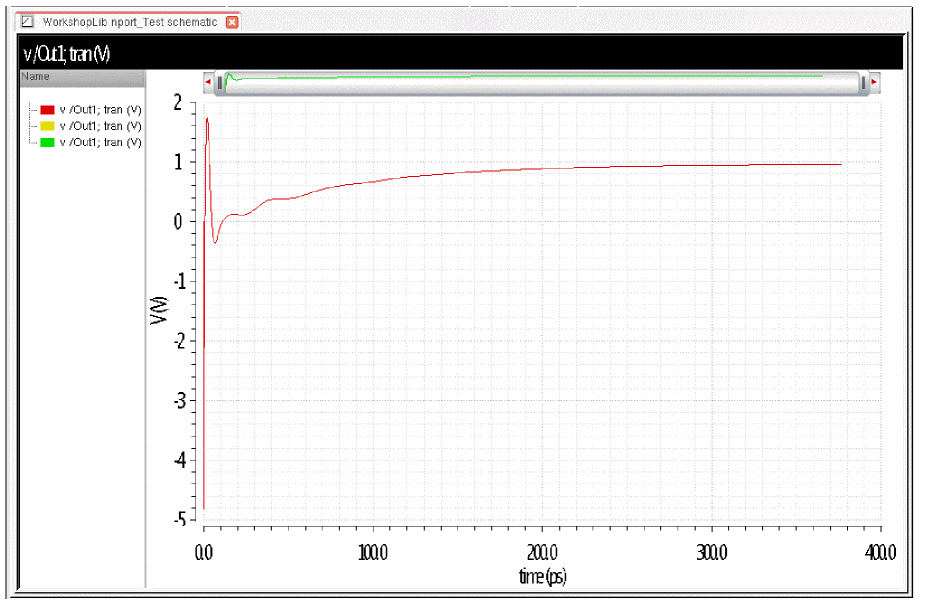 WorkshopLib nport_Test schematic
v /Out1; tran (V)
Name
v /Out1; tran (V)
v /Out1; tran (V)
v /Out1; tran (V)
2
1
0
-1
-2
-3
-4
-5
V (V)
0.0
100.0
200.0
300.0
400.0
time (ps)